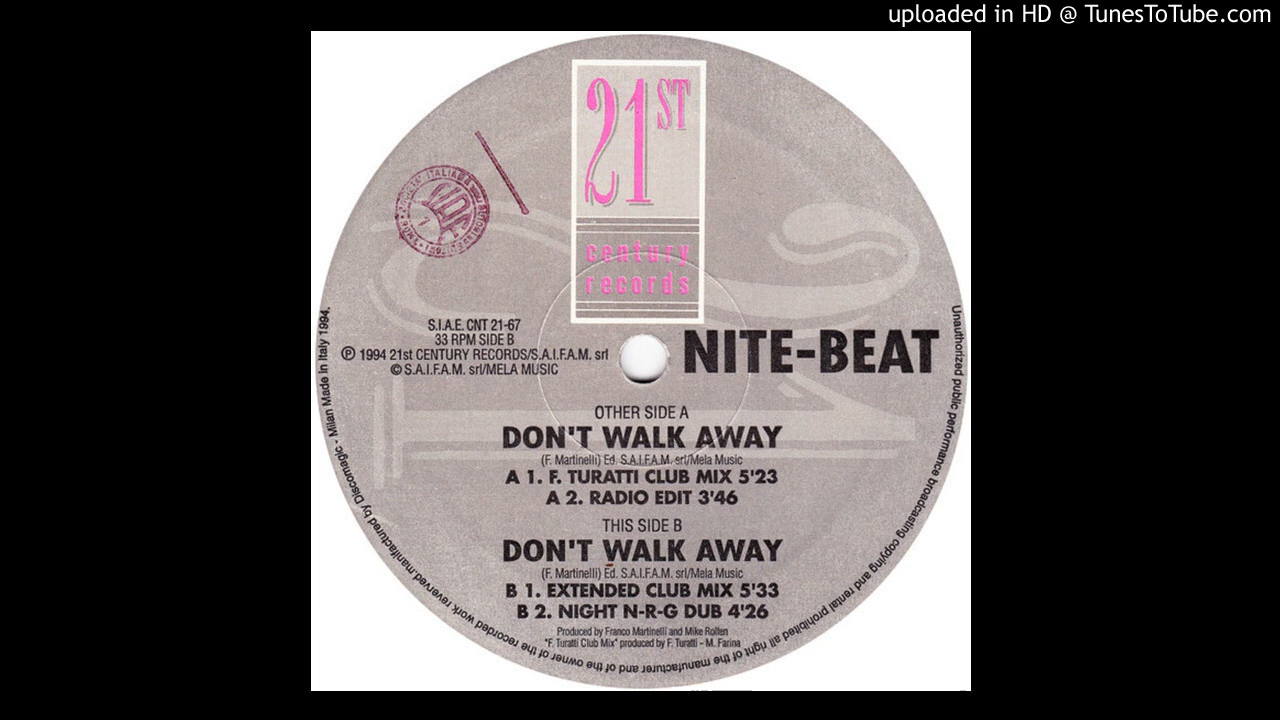 uploaded in HD @ TunesToTube.com
21ST
century
records
S.I.A.E. CNT 21-67
33 RPM SIDE B
℗ 1994 21st CENTURY RECORDS/S.A.I.F.A.M. srl
© S.A.I.F.A.M. srl/MELA MUSIC
NITE-BEAT
OTHER SIDE A
DON'T WALK AWAY
(F. Martinelli) Ed. S.A.I.F.A.M. srl/Mela Music
A 1. F. TURATTI CLUB MIX 5'23
A 2. RADIO EDIT 3'46
THIS SIDE B
DON'T WALK AWAY
(F. Martinelli) Ed. S.A.I.F.A.M. srl/Mela Music
B 1. EXTENDED CLUB MIX 5'33
B 2. NIGHT N-R-G DUB 4'26
Produced by Franco Martinelli and Mike Rolfen
"F. Turatti Club Mix" produced by F. Turatti - M. Farina
Unauthorized public performance broadcasting copying and rental prohibited all right of the manufacturer and of the owner of the recorded work reverved.manifactured by Discomagic - Milan Made in Italy 1994.